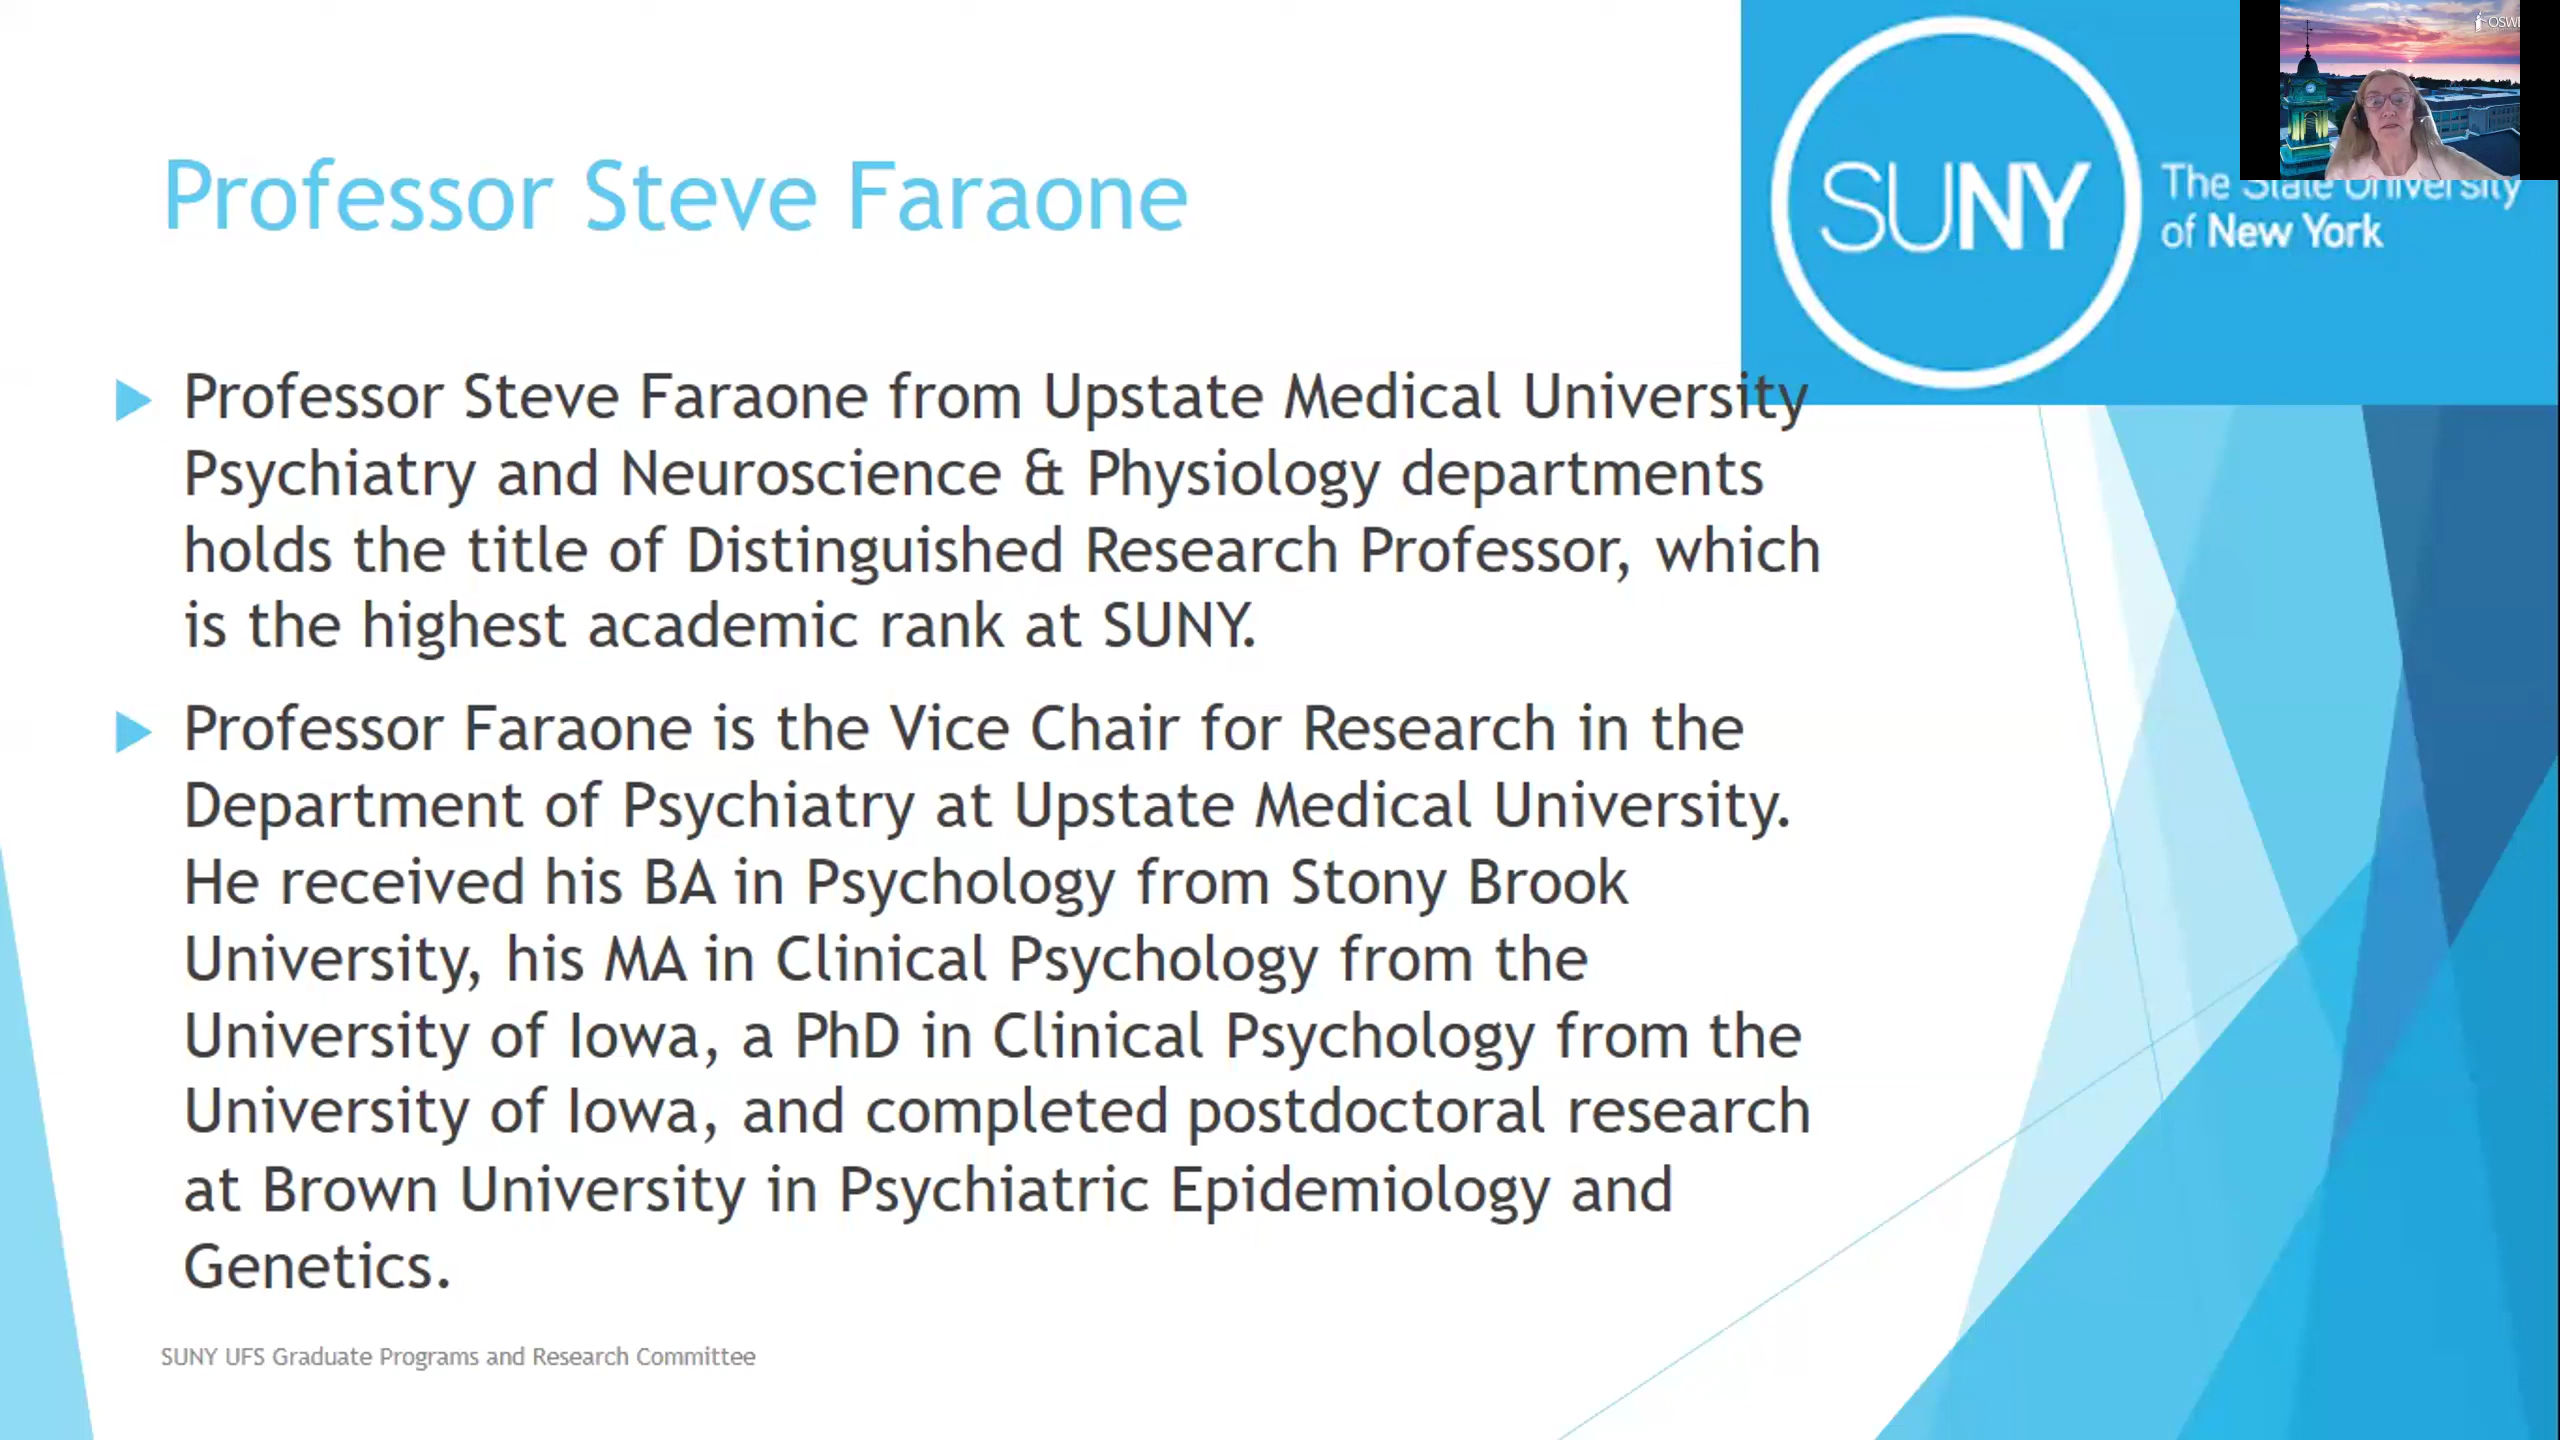 Professor Steve Faraone
SUNY
The State University
of New York
Professor Steve Faraone from Upstate Medical University
Psychiatry and Neuroscience & Physiology departments
holds the title of Distinguished Research Professor, which
is the highest academic rank at SUNY.
Professor Faraone is the Vice Chair for Research in the
Department of Psychiatry at Upstate Medical University.
He received his BA in Psychology from Stony Brook
University, his MA in Clinical Psychology from the
University of Iowa, a PhD in Clinical Psychology from the
University of Iowa, and completed postdoctoral research
at Brown University in Psychiatric Epidemiology and
Genetics.
SUNY UFS Graduate Programs and Research Committee